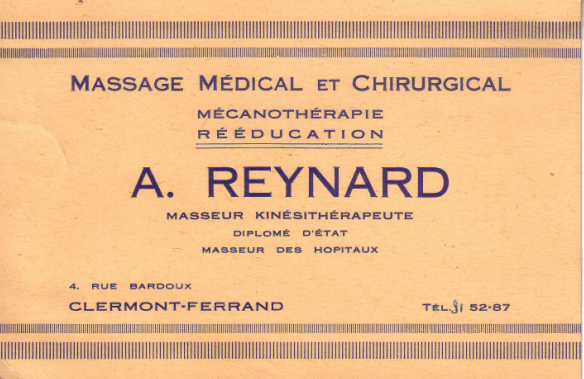 MASSAGE MÉDICAL ET CHIRURGICAL
MÉCANOTHÉRAPIE
RÉÉDUCATION
A. REYNARD
MASSEUR KINÉSITHÉRAPEUTE
DIPLOMÉ D'ÉTAT
MASSEUR DES HOPITAUX
4. RUE BARDOUX
CLERMONT-FERRAND
TÉL. 52-87